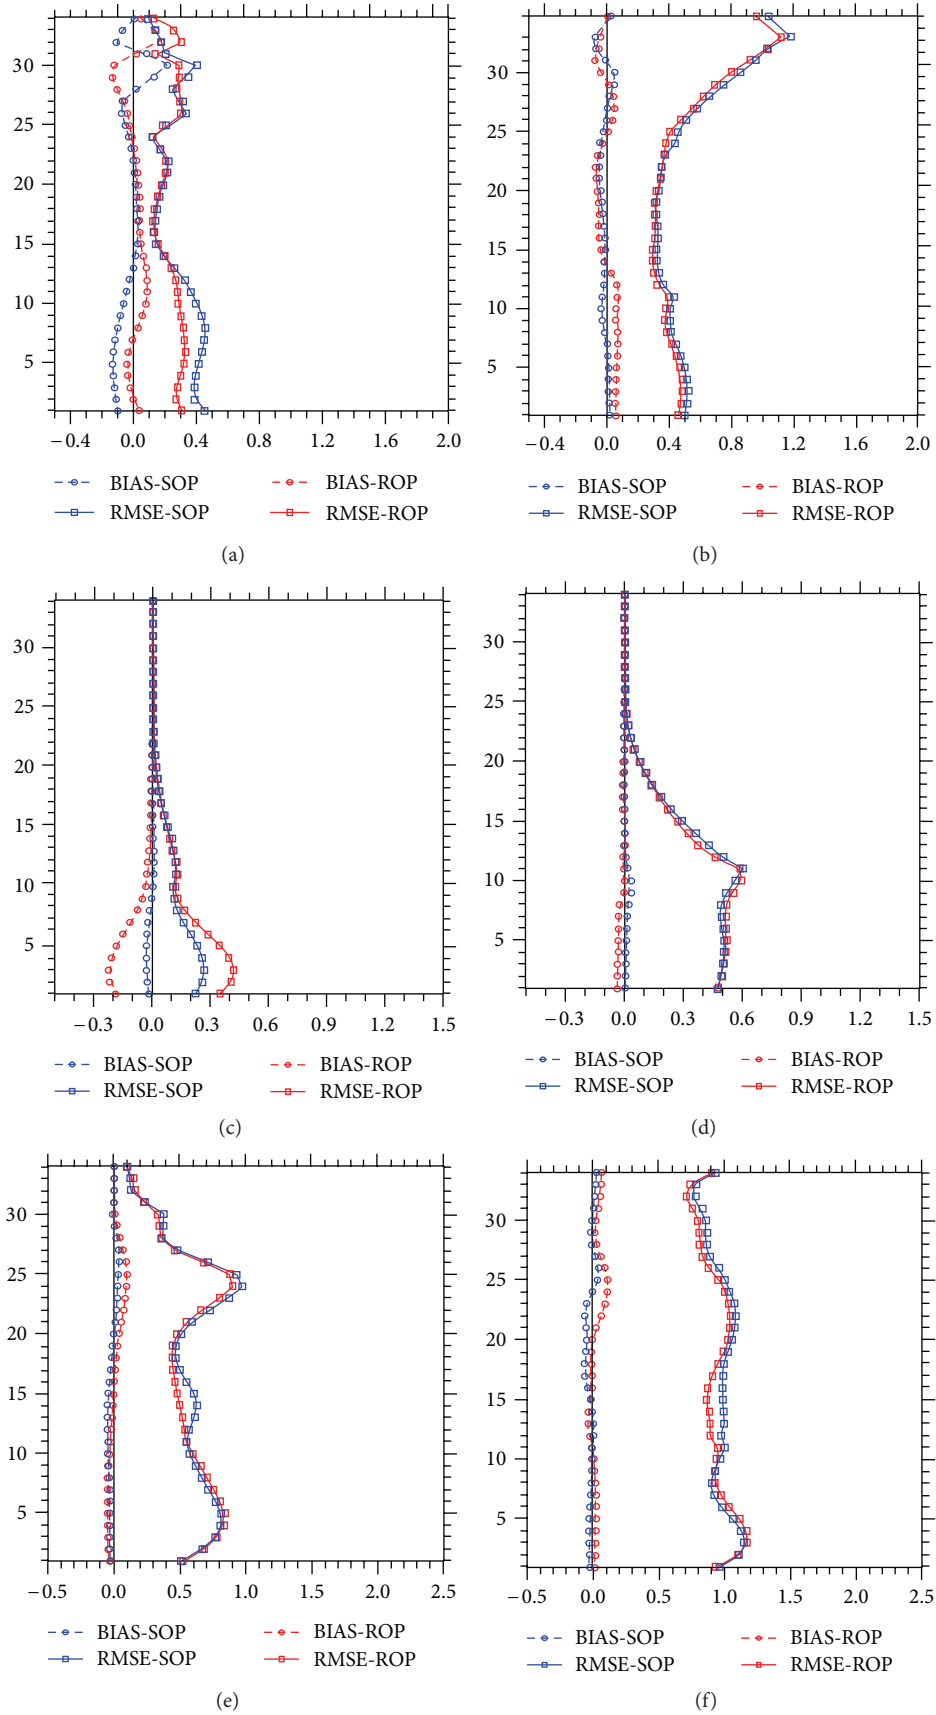 30
25
20
15
10
5
−0.4 0.0 0.4 0.8 1.2 1.6 2.0
BIAS-SOP BIAS-ROP
RMSE-SOP RMSE-ROP
(a)
30
25
20
15
10
5
−0.4 0.0 0.4 0.8 1.2 1.6 2.0
BIAS-SOP BIAS-ROP
RMSE-SOP RMSE-ROP
(b)
30
25
20
15
10
5
−0.3 0.0 0.3 0.6 0.9 1.2 1.5
BIAS-SOP BIAS-ROP
RMSE-SOP RMSE-ROP
(c)
30
25
20
15
10
5
−0.3 0.0 0.3 0.6 0.9 1.2 1.5
BIAS-SOP BIAS-ROP
RMSE-SOP RMSE-ROP
(d)
30
25
20
15
10
5
−0.5 0.0 0.5 1.0 1.5 2.0 2.5
BIAS-SOP BIAS-ROP
RMSE-SOP RMSE-ROP
(e)
30
25
20
15
10
5
−0.5 0.0 0.5 1.0 1.5 2.0 2.5
BIAS-SOP BIAS-ROP
RMSE-SOP RMSE-ROP
(f)